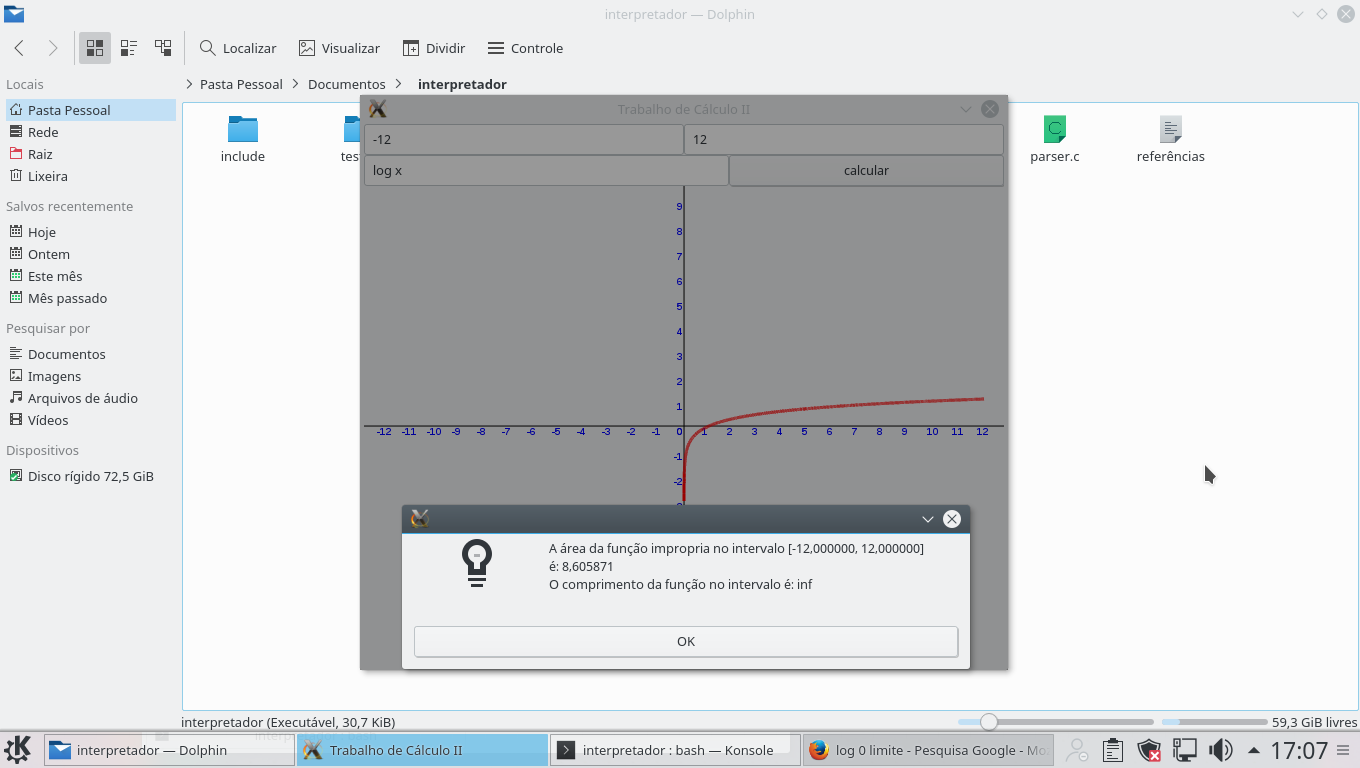 interpretador — Dolphin
Localizar Visualizar Dividir Controle
Locais
Pasta Pessoal
Rede
Raiz
Lixeira
Salvos recentemente
Hoje
Ontem
Este mês
Mês passado
Pesquisar por
Documentos
Imagens
Arquivos de áudio
Vídeos
Dispositivos
Disco rígido 72,5 GiB
Pasta Pessoal Documentos interpretador
include
parser.c
referências
Trabalho de Cálculo II
-12 12
log x calcular
9
8
7
6
5
4
3
2
1
-12 -11 -10 -9 -8 -7 -6 -5 -4 -3 -2 -1 0 1 2 3 4 5 6 7 8 9 10 11 12
-1
-2
A área da função impropria no intervalo [-12,000000, 12,000000]
é: 8,605871
O comprimento da função no intervalo é: inf
OK
interpretador (Executável, 30,7 KiB) 59,3 GiB livres
interpretador — Dolphin Trabalho de Cálculo II interpretador : bash — Konsole log 0 limite - Pesquisa Google - Mo 17:07